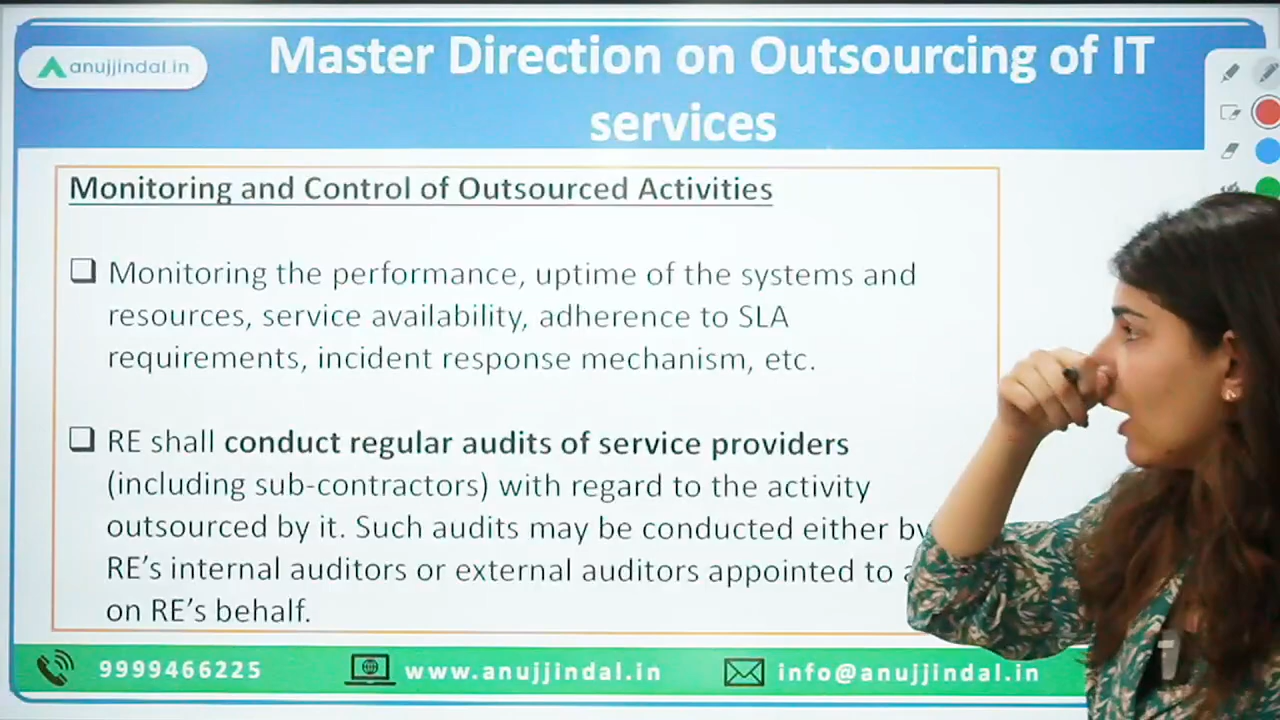 anujjindal.in
Master Direction on Outsourcing of IT
services
Monitoring and Control of Outsourced Activities
Monitoring the performance, uptime of the systems and
resources, service availability, adherence to SLA
requirements, incident response mechanism, etc.
RE shall conduct regular audits of service providers
(including sub-contractors) with regard to the activity
outsourced by it. Such audits may be conducted either by
RE's internal auditors or external auditors appointed to
on RE's behalf.
9999466225 www.anujjindal.in info@anujjindal.in